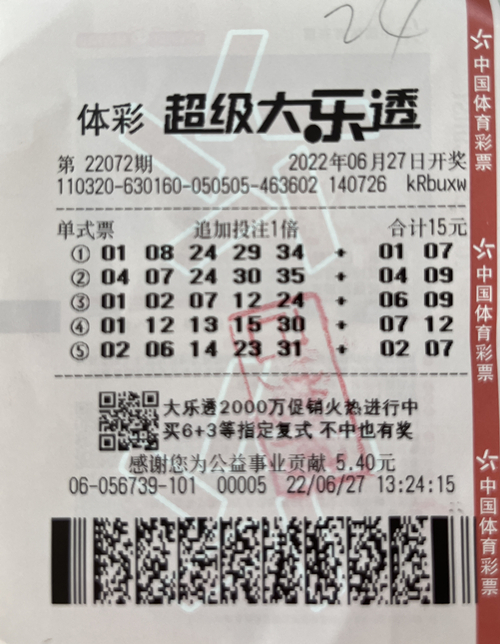 24
体彩 超级大乐透
第 22072期 2022年06月27日开奖
110320-630160-050505-463602 140726 kRbuxw
单式票 追加投注1倍 合计15元
① 01 08 24 29 34 + 01 07
② 04 07 24 30 35 + 04 09
③ 01 02 07 12 24 + 06 09
④ 01 12 13 15 30 + 07 12
⑤ 02 06 14 23 31 + 02 07
大乐透2000万促销火热进行中
买6+3等指定复式 不中也有奖
感谢您为公益事业贡献 5.40元
06-056739-101 00005 22/06/27 13:24:15
中国体育彩票
中国体育彩票
中国体育彩票